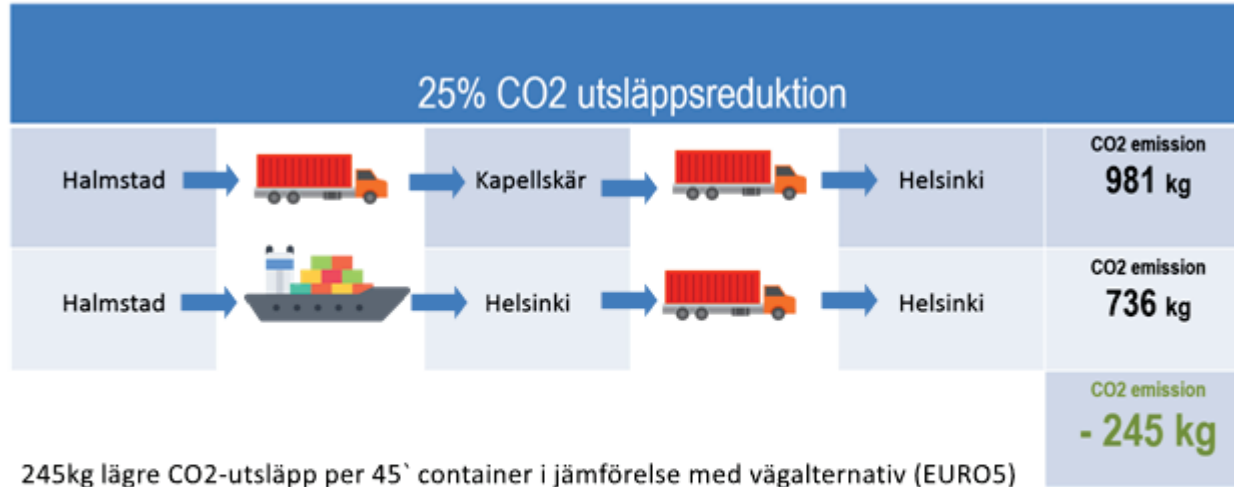 25% CO2 utsläppsreduktion
CO2 emission
Halmstad Kapellskär Helsinki 981 kg
CO2 emission
Halmstad Helsinki Helsinki 736 kg
CO2 emission
- 245 kg
245kg lägre CO2-utsläpp per 45` container i jämförelse med vägalternativ (EURO5)